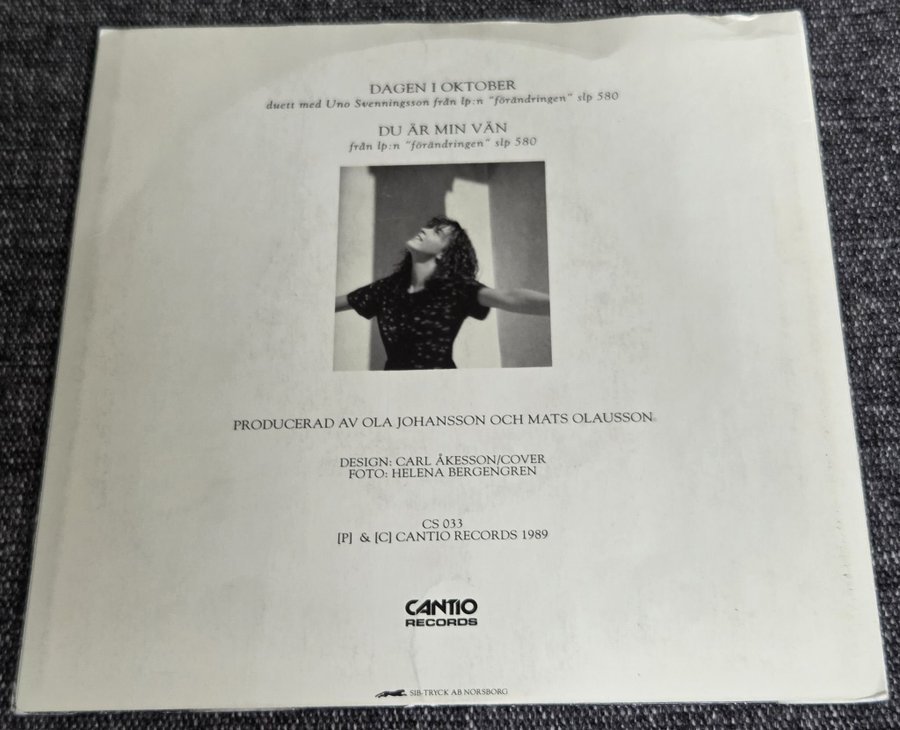 DAGEN I OKTOBER
duett med Uno Svenningsson från lp:n "förändringen" slp 580
DU ÄR MIN VÄN
från lp:n "förändringen" slp 580
PRODUCERAD AV OLA JOHANSSON OCH MATS OLAUSSON
DESIGN: CARL ÅKESSON/COVER
FOTO: HELENA BERGENGREN
CS 033
[P] & [C] CANTIO RECORDS 1989
CANTIO
RECORDS
SIB-TRYCK AB NORSBORG